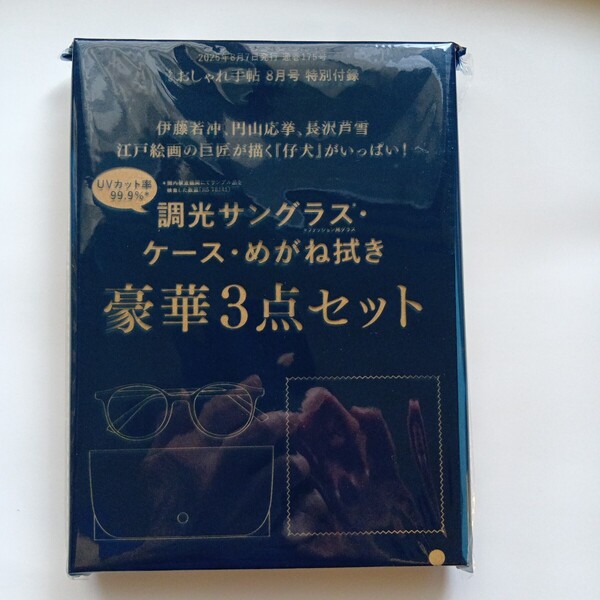 2025年8月7日発行 通巻175号
おしゃれ手帖 8月号 特別付録
伊藤若冲、円山応挙、長沢芦雪
江戸絵画の巨匠が描く『仔犬』がいっぱい!
UVカット率
99.9%*
調光サングラス・
ケース・めがね拭き
豪華3点セット